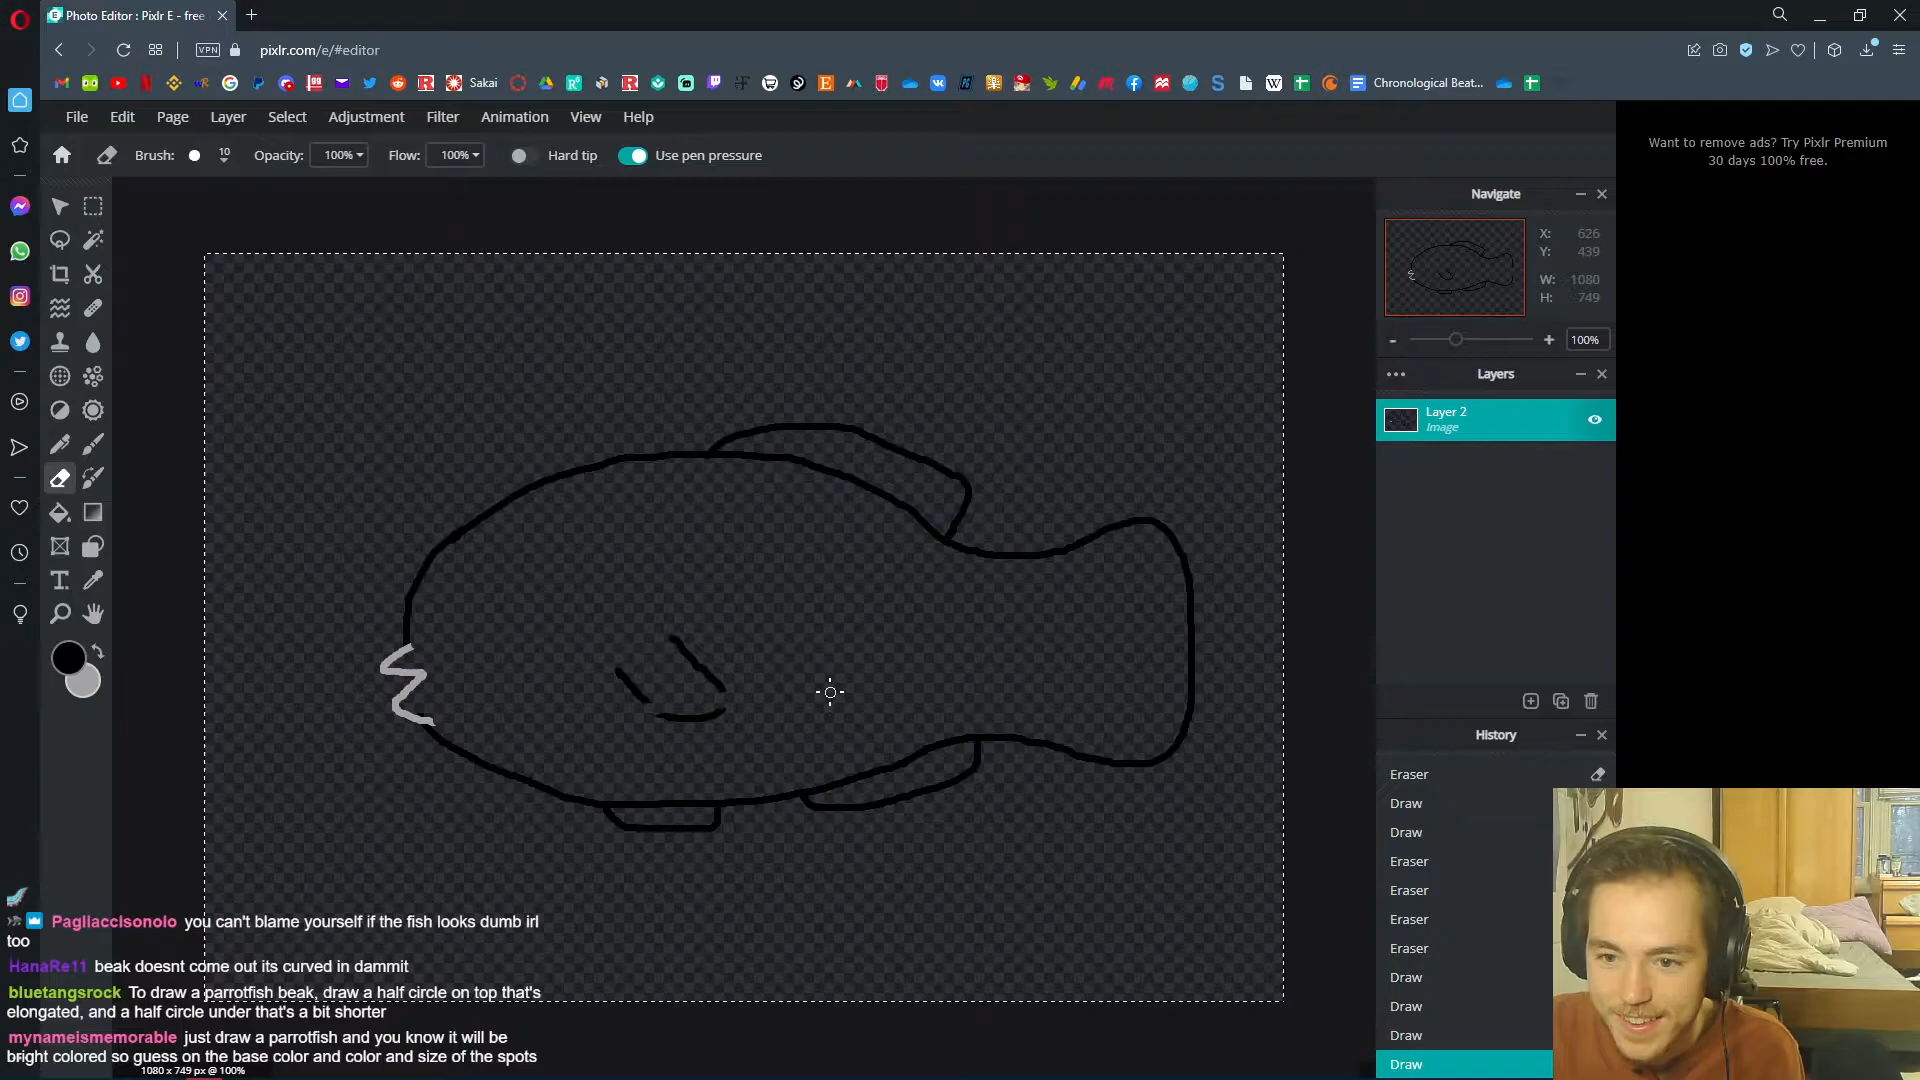 Photo Editor : Pixlr E - free
VPN
pixlr.com/e/#editor
Sakai
Chronological Beat...
File Edit Page Layer Select Adjustment Filter Animation View Help
Brush: 10 Opacity: 100% Flow: 100% Hard tip Use pen pressure
Want to remove ads? Try Pixlr Premium
30 days 100% free.
Navigate
X: 626
Y: 439
W: 1080
H: 749
100%
Layers
Layer 2
Image
History
Eraser
Draw
Draw
Eraser
Eraser
Eraser
Eraser
Draw
Draw
Draw
Draw
Pagliaccisonoio you can't blame yourself if the fish looks dumb irl
too
HanaRe11 beak doesnt come out its curved in dammit
bluetangsrock To draw a parrotfish beak, draw a half circle on top that's
elongated, and a half circle under that's a bit shorter
mynameismemorable just draw a parrotfish and you know it will be
bright colored so guess on the base color and color and size of the spots
1080 x 749 px @ 100%